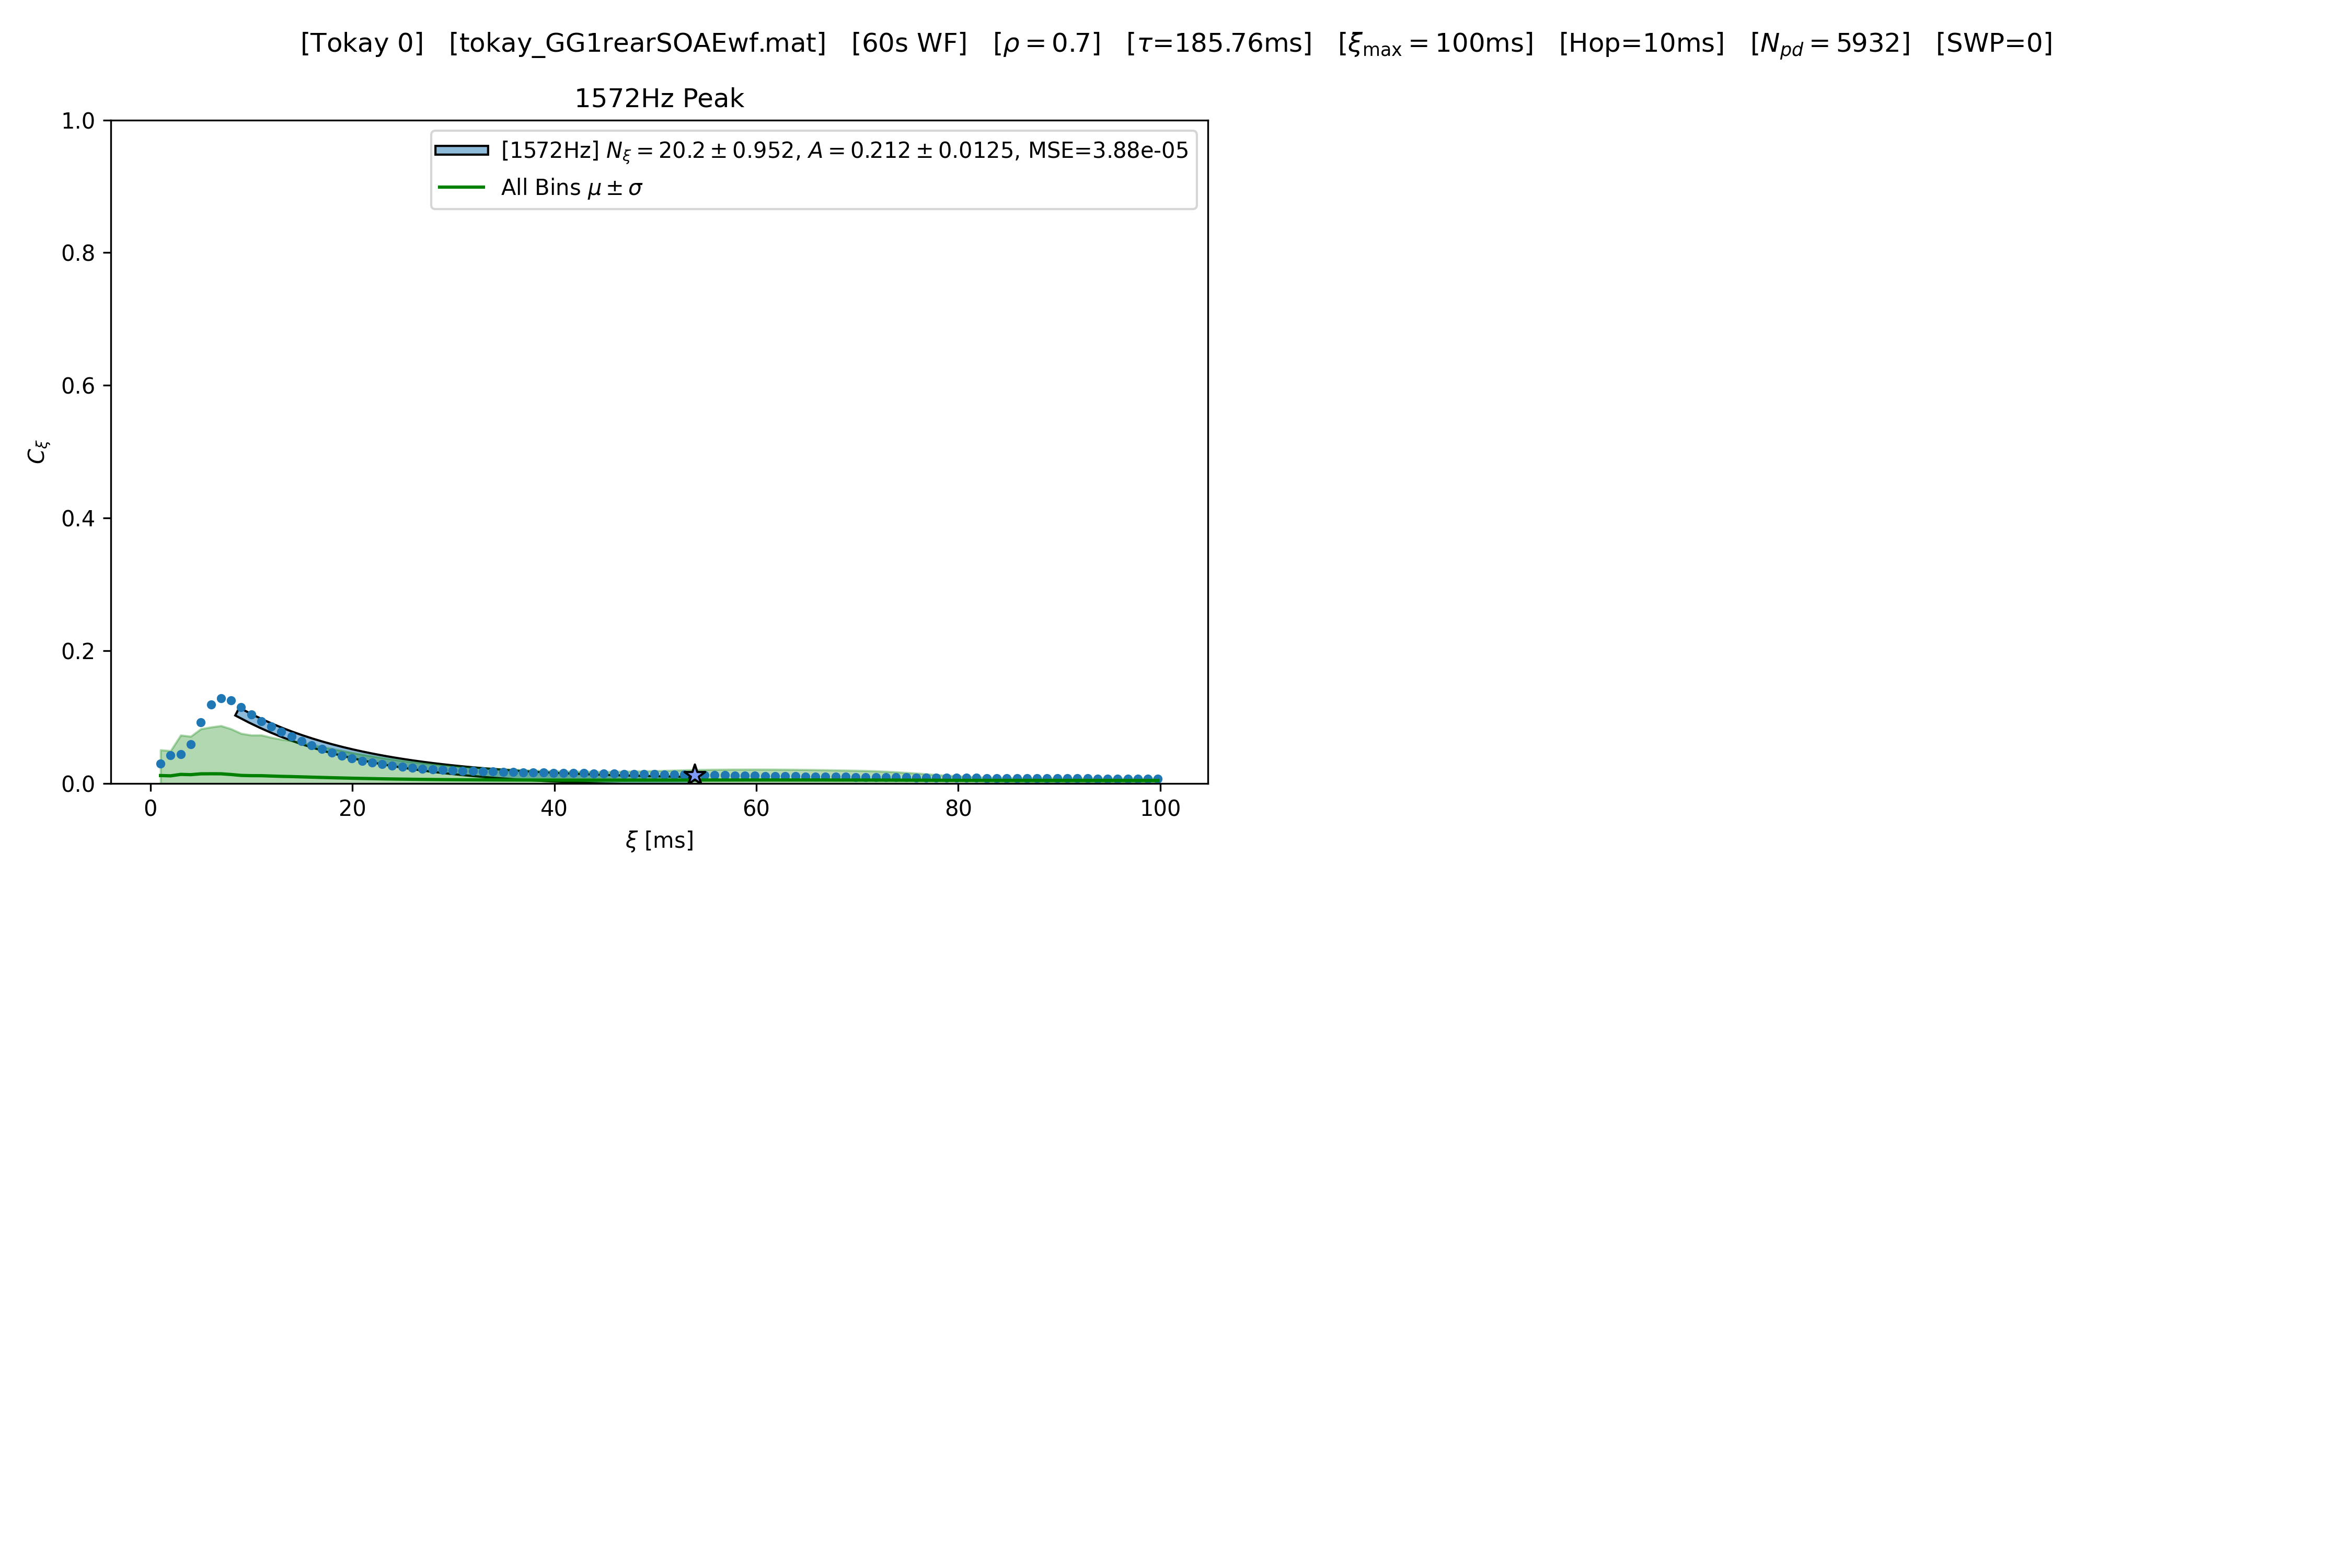 [Tokay 0] [tokay_GG1rearSOAEwf.mat] [60s WF] [ρ = 0.7] [τ=185.76ms] [ξmax = 100ms] [Hop=10ms] [Npd = 5932] [SWP=0]
1572Hz Peak
[1572Hz] Nξ = 20.2 ± 0.952, A = 0.212 ± 0.0125, MSE=3.88e-05
All Bins μ ± σ
1.0
0.8
0.6
0.4
0.2
0.0
Cξ
0 20 40 60 80 100
ξ [ms]